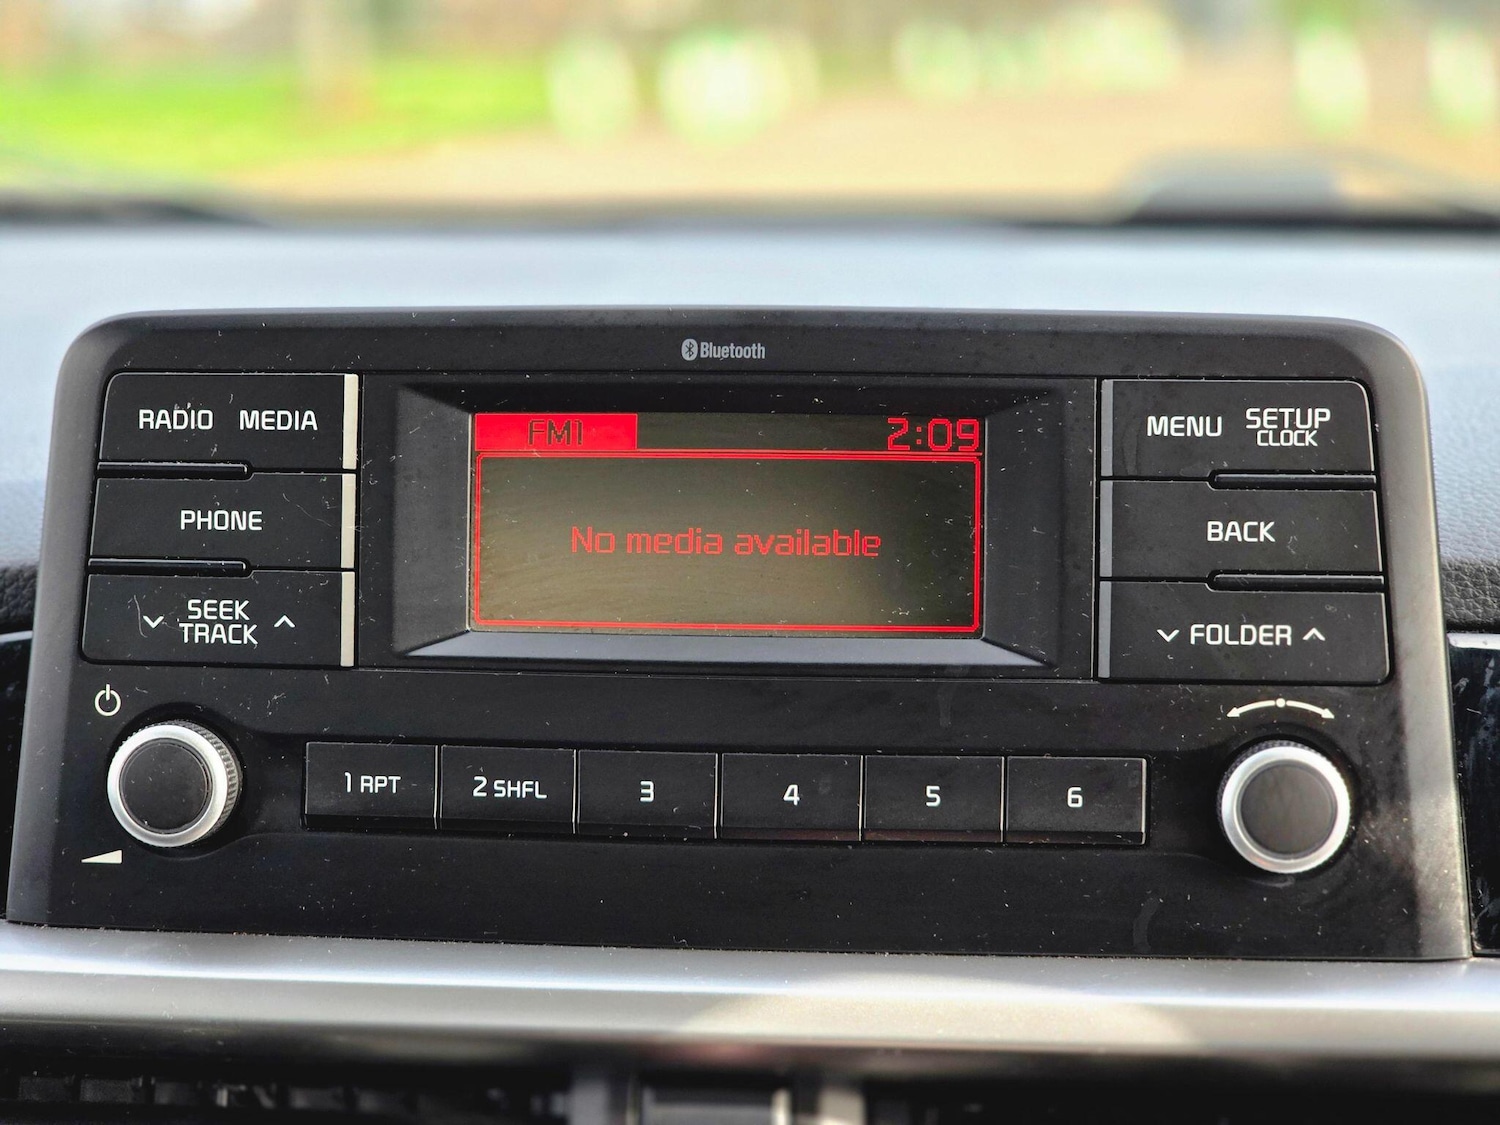 Bluetooth
RADIO MEDIA
FM1 2:09
MENU SETUP
CLOCK
PHONE
No media available
BACK
SEEK
TRACK
FOLDER
1 RPT 2 SHFL 3 4 5 6